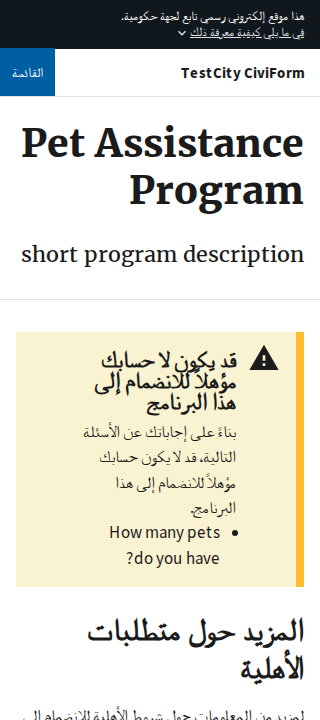 هذا موقع إلكتروني رسمي تابع لجهة حكومية.
في ما يلي كيفية معرفة ذلك
TestCity CiviForm
القائمة
Pet Assistance
Program
short program description
قد يكون لا حسابك
مؤهلاً للانضمام إلى
هذا البرنامج
بناءً على إجاباتك عن الأسئلة
التالية، قد لا يكون حسابك
مؤهلاً للانضمام إلى هذا
البرنامج.
• How many pets
do you have?
المزيد حول متطلبات
الأهلية
لمزيد من المعلومات حول شروط الأهلية للانضمام إلى